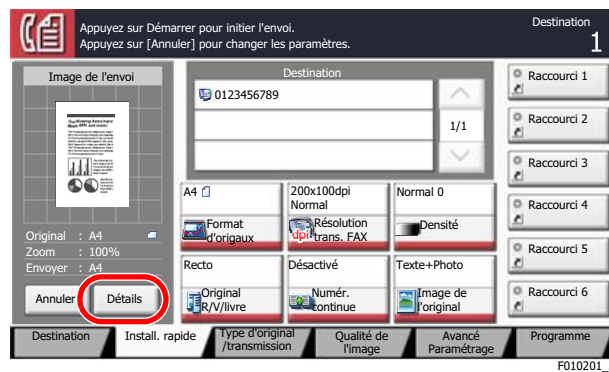 Appuyez sur Démarrer pour initier l'envoi.
Appuyez sur [Annuler] pour changer les paramètres.
Destination
1
Image de l'envoi
Original : A4
Zoom : 100%
Envoyer : A4
Annuler
Détails
Destination
0123456789
1/1
A4
Format
d'origaux
200x100dpi
Normal
dpi
Résolution
trans. FAX
Normal 0
Densité
Recto
Original
R/V/livre
Désactivé
Numér.
continue
Texte+Photo
Image de
l'original
Raccourci 1
Raccourci 2
Raccourci 3
Raccourci 4
Raccourci 5
Raccourci 6
Destination
Install. rapide
Type d'original
/transmission
Qualité de
l'image
Avancé
Paramétrage
Programme
F010201_